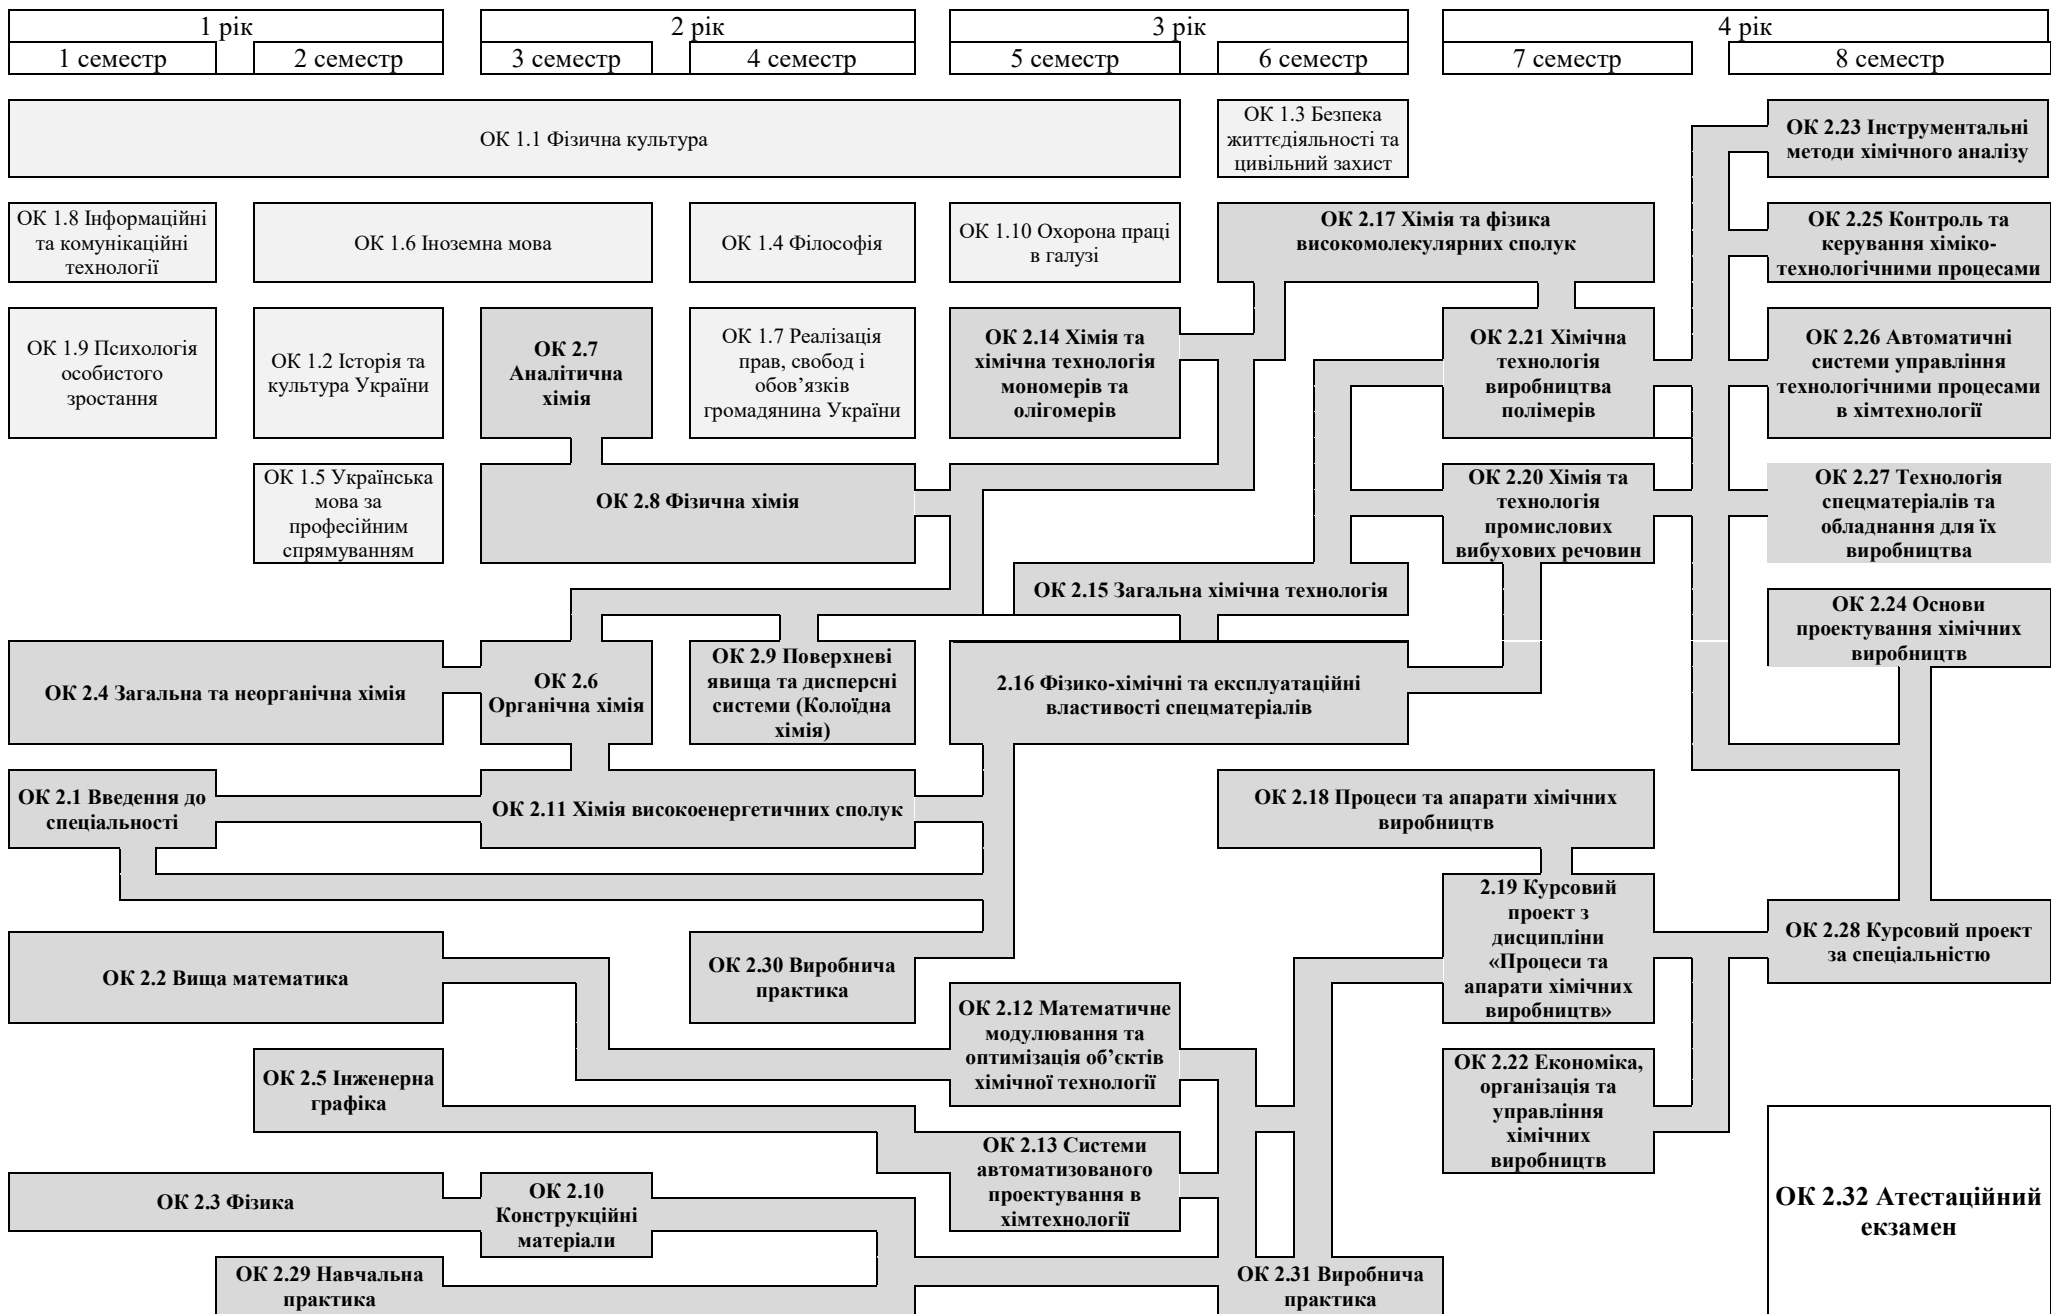 1 рік
2 рік
3 рік
4 рік
1 семестр
2 семестр
3 семестр
4 семестр
5 семестр
6 семестр
7 семестр
8 семестр
ОК 1.1 Фізична культура
ОК 1.3 Безпека
життєдіяльності та
цивільний захист
ОК 2.23 Інструментальні
методи хімічного аналізу
ОК 1.8 Інформаційні
та комунікаційні
технології
ОК 1.6 Іноземна мова
ОК 1.4 Філософія
ОК 1.10 Охорона праці
в галузі
ОК 2.17 Хімія та фізика
високомолекулярних сполук
ОК 2.25 Контроль та
керування хіміко-
технологічними процесами
ОК 1.9 Психологія
особистого
зростання
ОК 1.2 Історія та
культура України
ОК 2.7
Аналітична
хімія
ОК 1.7 Реалізація
прав, свобод і
обов’язків
громадянина України
ОК 2.14 Хімія та
хімічна технологія
мономерів та
олігомерів
ОК 2.21 Хімічна
технологія
виробництва
полімерів
ОК 2.26 Автоматичні
системи управління
технологічними процесами
в хімтехнології
ОК 1.5 Українська
мова за
професійним
спрямуванням
ОК 2.8 Фізична хімія
ОК 2.20 Хімія та
технологія
промислових
вибухових речовин
ОК 2.27 Технологія
спецматеріалів та
обладнання для їх
виробництва
ОК 2.15 Загальна хімічна технологія
ОК 2.24 Основи
проектування хімічних
виробництв
ОК 2.4 Загальна та неорганічна хімія
ОК 2.6
Органічна хімія
ОК 2.9 Поверхневі
явища та дисперсні
системи (Колоїдна
хімія)
2.16 Фізико-хімічні та експлуатаційні
властивості спецматеріалів
ОК 2.1 Введення до
спеціальності
ОК 2.11 Хімія високоенергетичних сполук
ОК 2.18 Процеси та апарати хімічних
виробництв
2.19 Курсовий
проект з
дисципліни
«Процеси та
апарати хімічних
виробництв»
ОК 2.28 Курсовий проект
за спеціальністю
ОК 2.2 Вища математика
ОК 2.30 Виробнича
практика
ОК 2.12 Математичне
модулювання та
оптимізація об’єктів
хімічної технології
ОК 2.5 Інженерна
графіка
ОК 2.22 Економіка,
організація та
управління
хімічних
виробництв
ОК 2.13 Системи
автоматизованого
проектування в
хімтехнології
ОК 2.3 Фізика
ОК 2.10
Конструкційні
матеріали
ОК 2.32 Атестаційний
екзамен
ОК 2.29 Навчальна
практика
ОК 2.31 Виробнича
практика